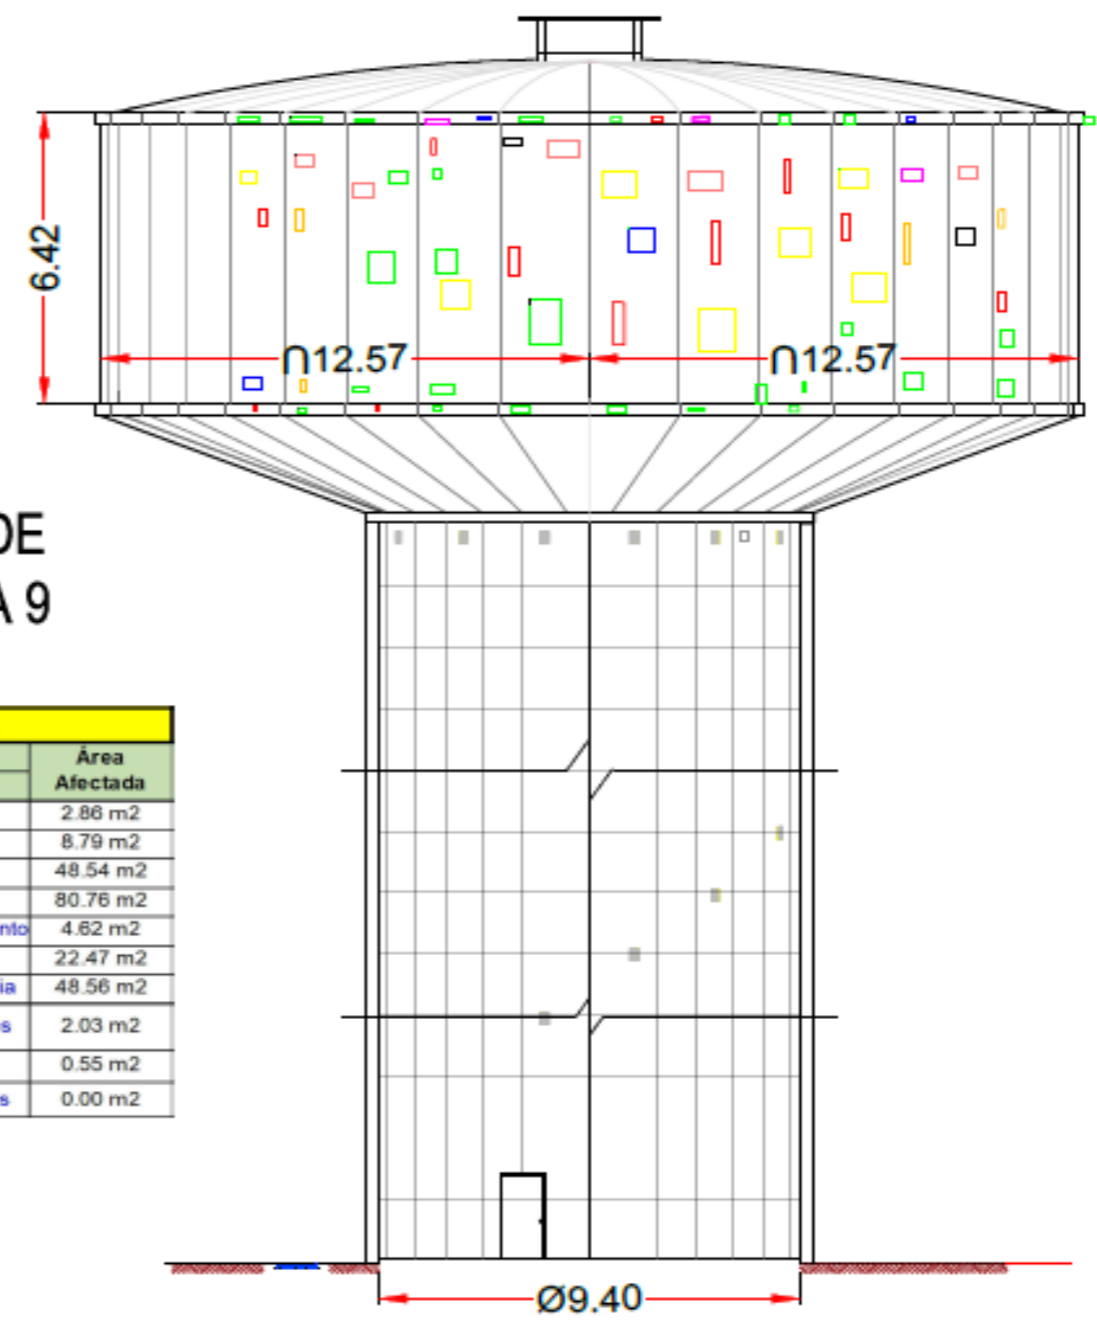 6.42
∩12.57 ∩12.57
DE
A 9
Área
Afectada
2.86 m2
8.79 m2
48.54 m2
80.76 m2
nto 4.62 m2
22.47 m2
ia 48.56 m2
s 2.03 m2
0.55 m2
s 0.00 m2
Ø9.40